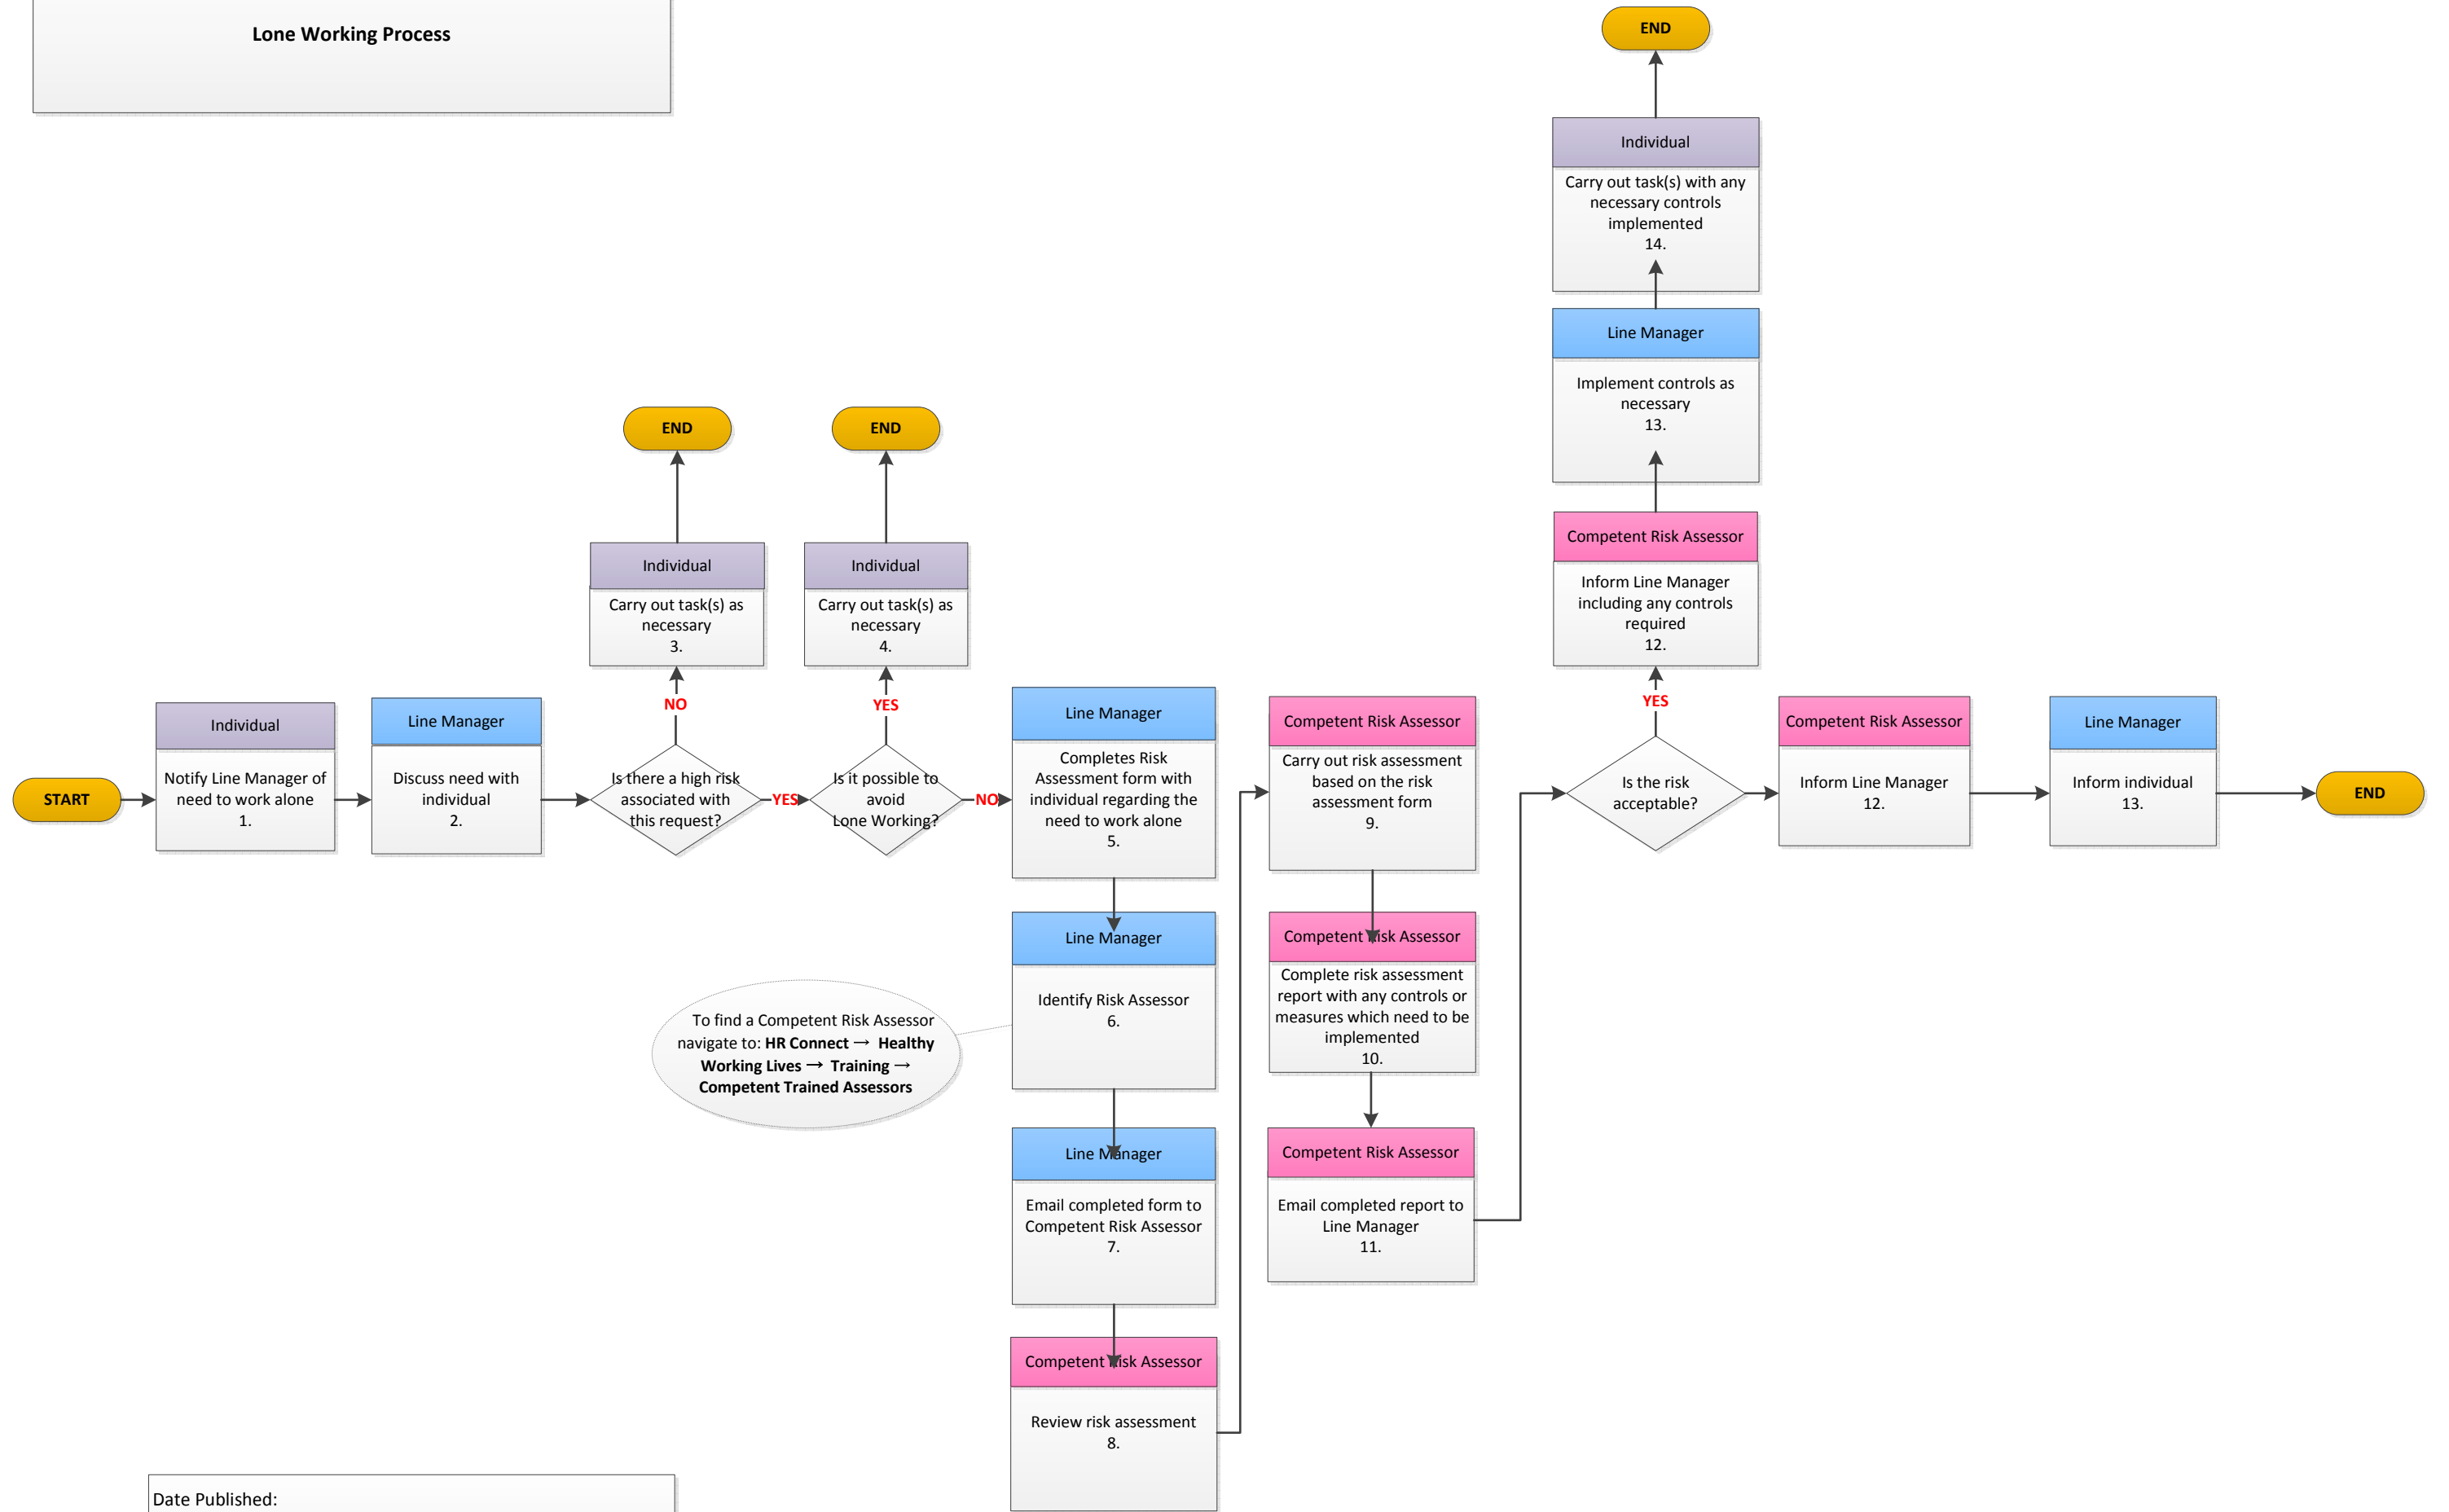 Lone Working Process
END
Individual
Carry out task(s) with any
necessary controls
implemented
14.
Line Manager
Implement controls as
necessary
13.
END
END
Competent Risk Assessor
Inform Line Manager
including any controls
required
12.
Individual
Carry out task(s) as
necessary
3.
Individual
Carry out task(s) as
necessary
4.
NO
YES
YES
START
Individual
Notify Line Manager of
need to work alone
1.
Line Manager
Discuss need with
individual
2.
Is there a high risk
associated with
this request?
YES
Is it possible to
avoid
Lone Working?
NO
Line Manager
Completes Risk
Assessment form with
individual regarding the
need to work alone
5.
Line Manager
Identify Risk Assessor
6.
To find a Competent Risk Assessor
navigate to: HR Connect → Healthy
Working Lives → Training →
Competent Trained Assessors
Line Manager
Email completed form to
Competent Risk Assessor
7.
Competent Risk Assessor
Review risk assessment
8.
Competent Risk Assessor
Carry out risk assessment
based on the risk
assessment form
9.
Competent Risk Assessor
Complete risk assessment
report with any controls or
measures which need to be
implemented
10.
Competent Risk Assessor
Email completed report to
Line Manager
11.
Is the risk
acceptable?
Competent Risk Assessor
Inform Line Manager
12.
Line Manager
Inform individual
13.
END
Date Published: